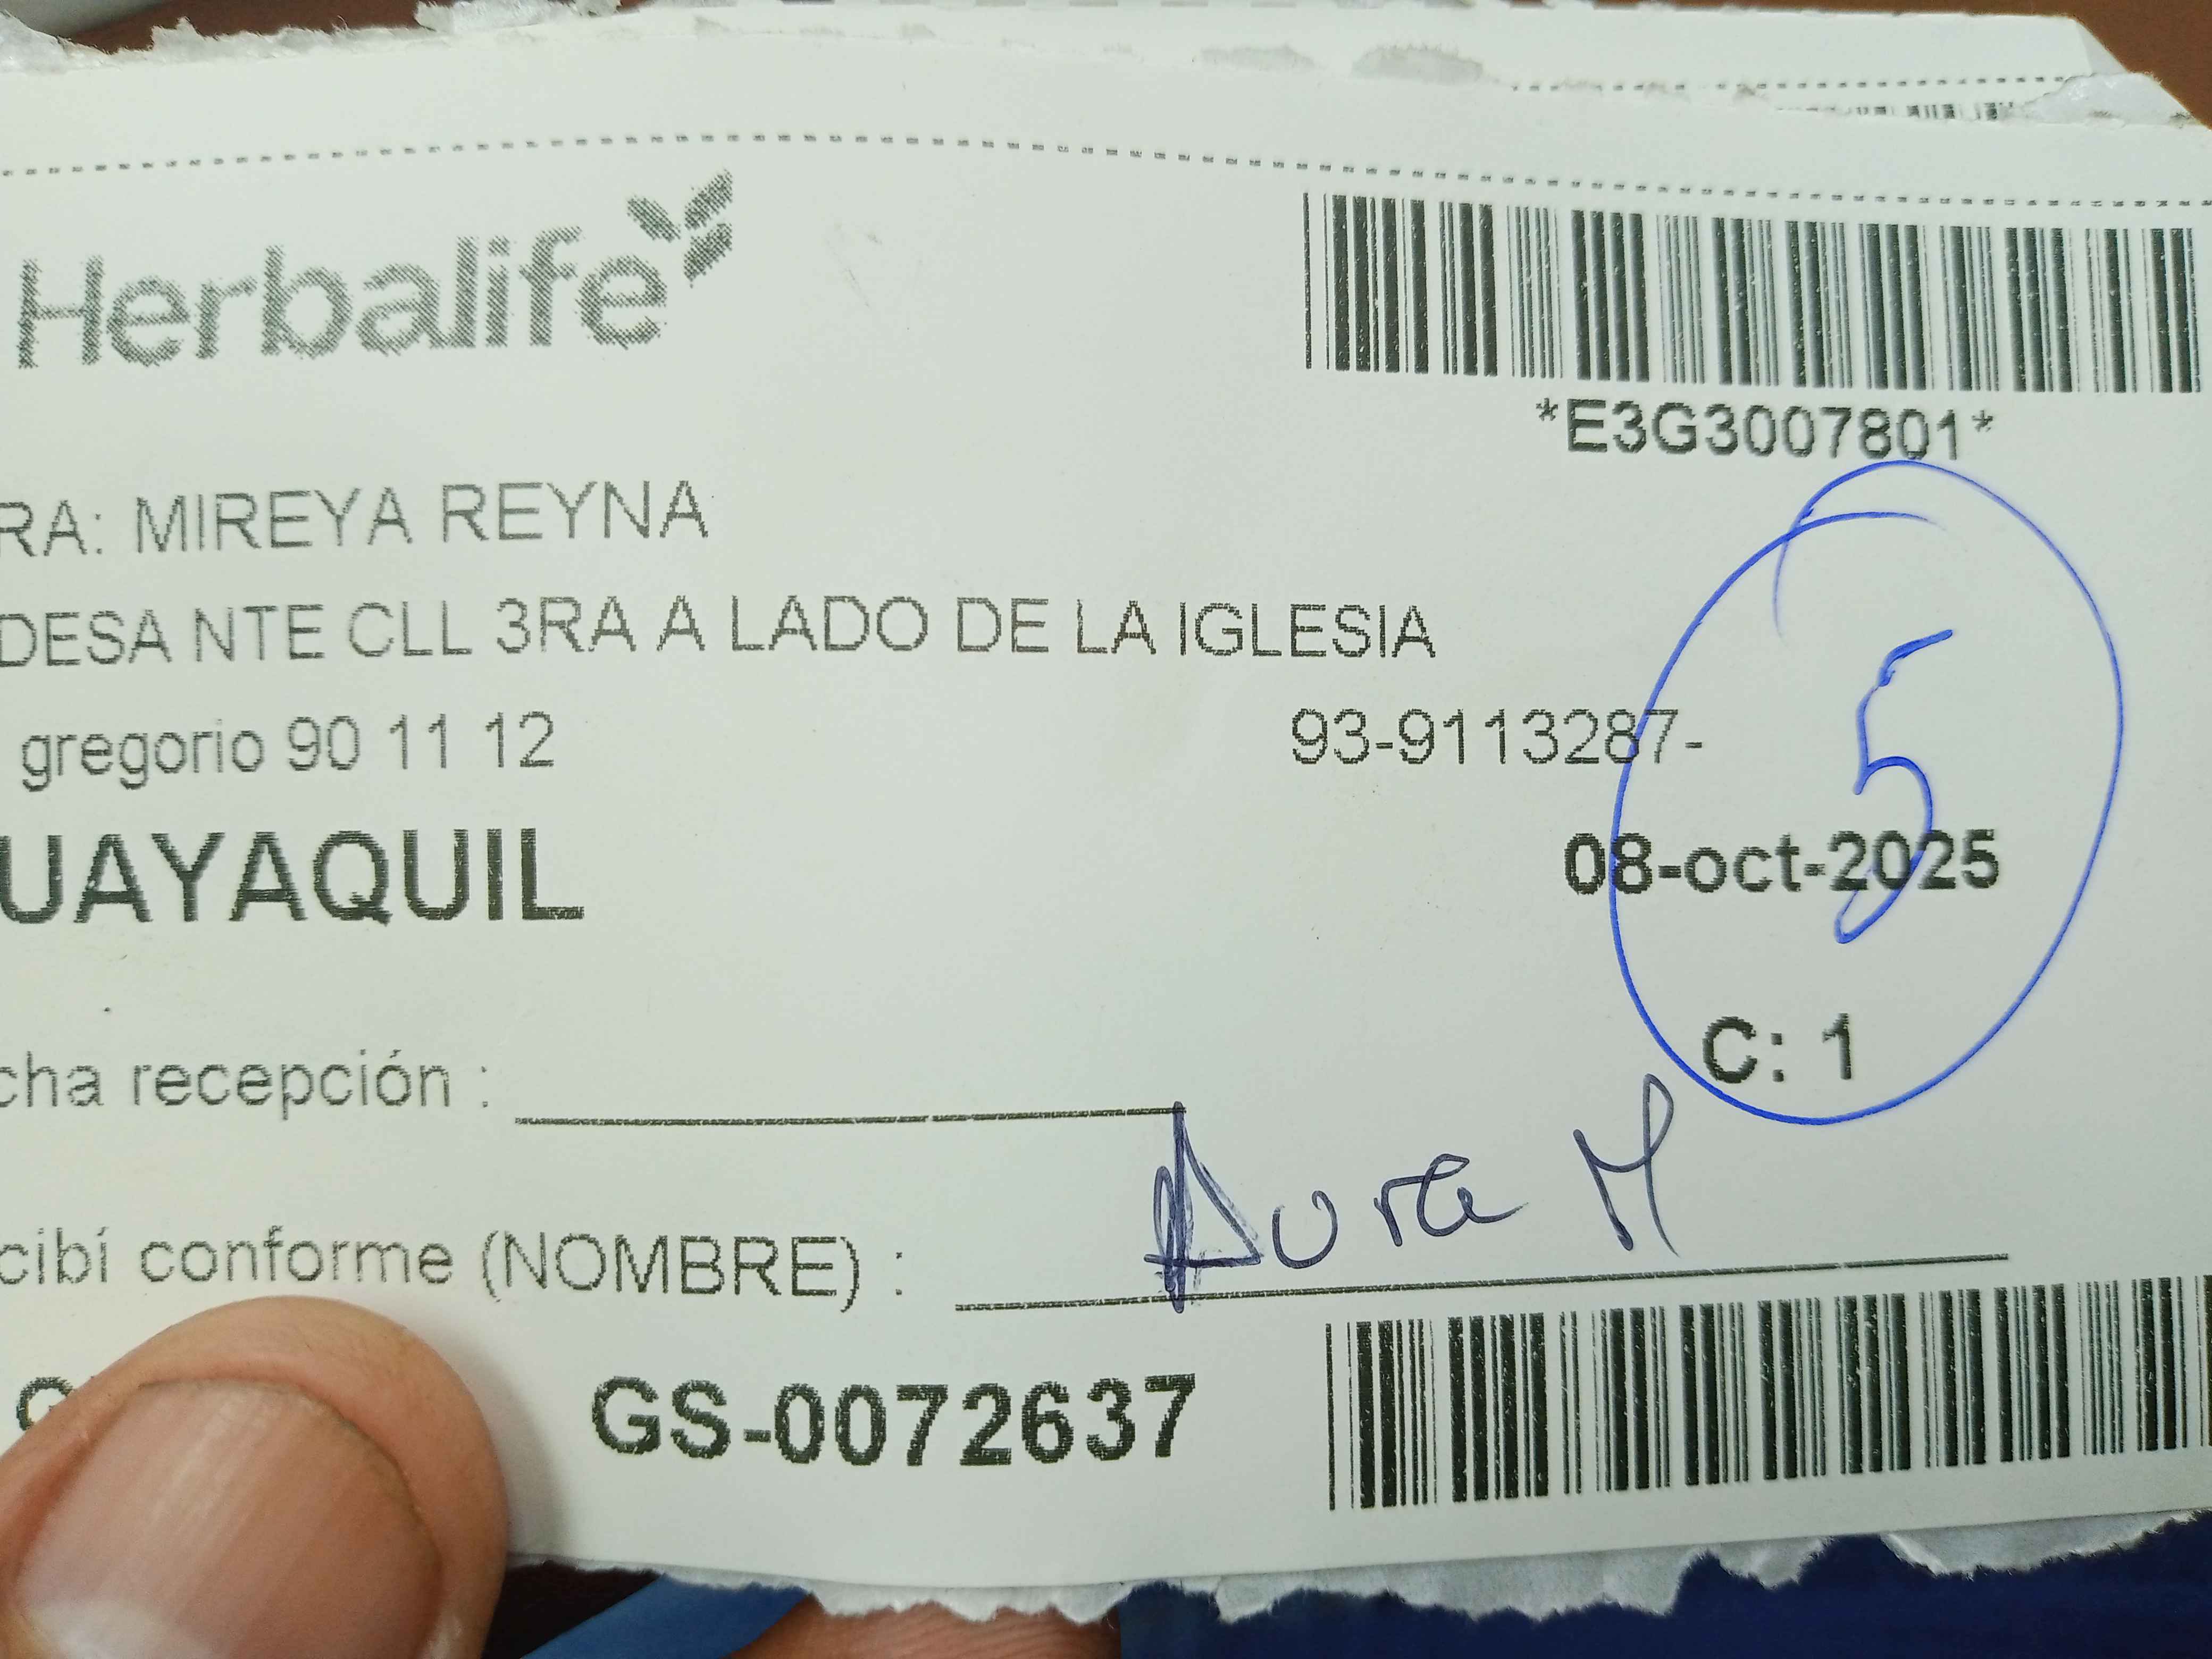 Herbalife
*E3G3007801*
RA: MIREYA REYNA
DESA NTE CLL 3RA A LADO DE LA IGLESIA
gregorio 90 11 12 93-9113287-
5
UAYAQUIL 08-oct-2025
C: 1
cha recepción :
cibí conforme (NOMBRE) : Aura M
GS-0072637